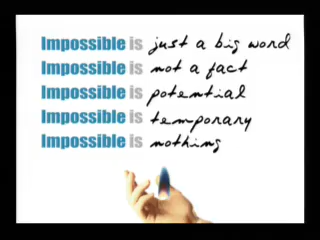 Impossible is just a big word
Impossible is not a fact
Impossible is potential
Impossible is temporary
Impossible is nothing